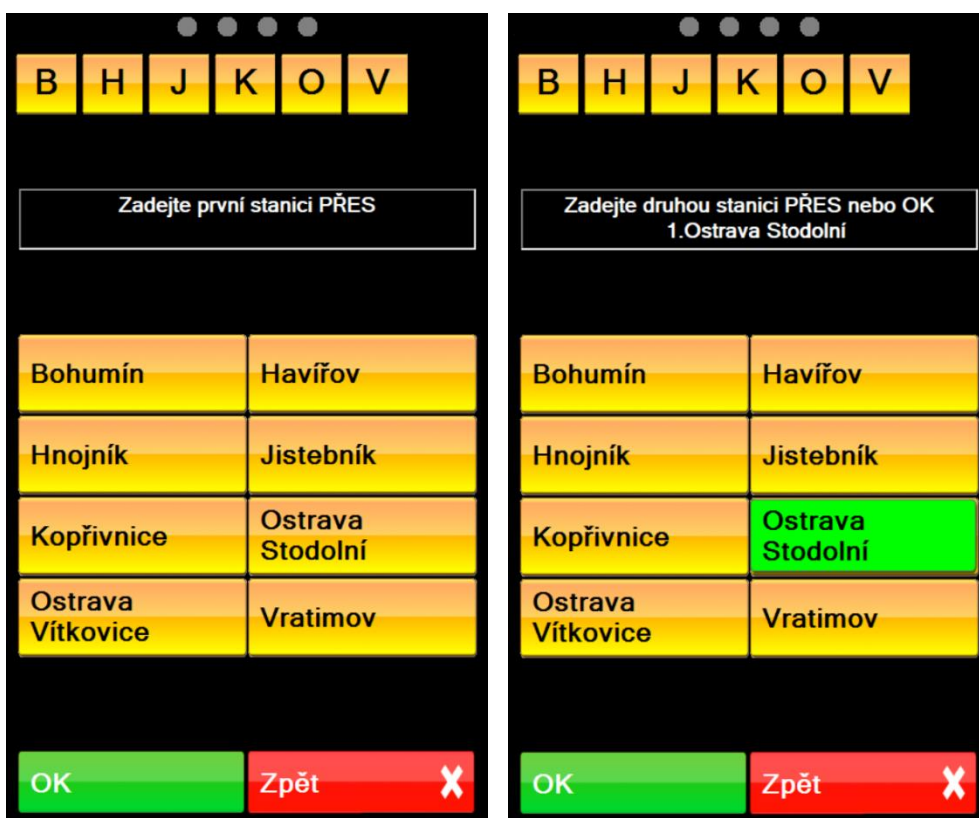 B H J K O V
Zadejte první stanici PŘES
Bohumín
Havířov
Hnojník
Jistebník
Kopřivnice
Ostrava
Stodolní
Ostrava
Vítkovice
Vratimov
OK
Zpět X
B H J K O V
Zadejte druhou stanici PŘES nebo OK
1.Ostrava Stodolní
Bohumín
Havířov
Hnojník
Jistebník
Kopřivnice
Ostrava
Stodolní
Ostrava
Vítkovice
Vratimov
OK
Zpět X